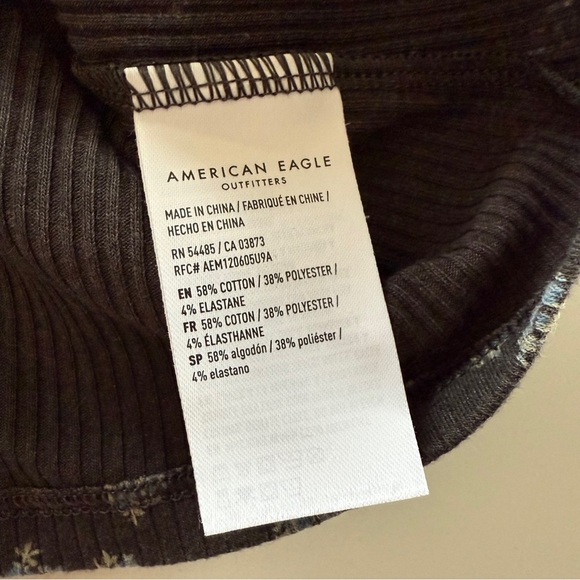 AMERICAN EAGLE
OUTFITTERS
MADE IN CHINA / FABRIQUÉ EN CHINE /
HECHO EN CHINA
RN 54485 / CA 03873
RFC# AEM120605U9A
EN 58% COTTON / 38% POLYESTER /
4% ELASTANE
FR 58% COTON / 38% POLYESTER /
4% ÉLASTHANNE
SP 58% algodón / 38% poliéster /
4% elastano